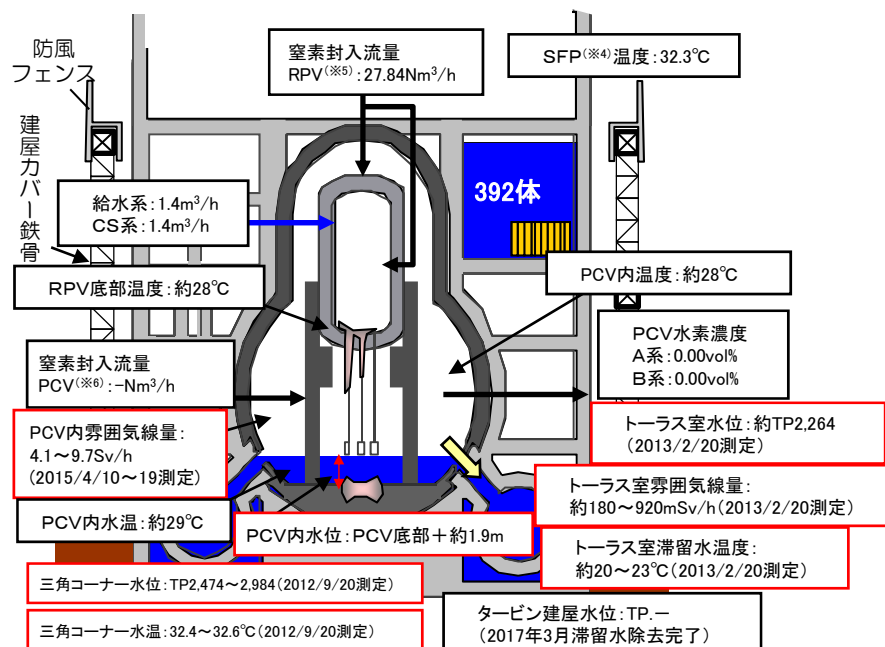 防風
フェンス
建屋カバー鉄骨
窒素封入流量
RPV(※5):27.84Nm³/h
SFP(※4)温度:32.3℃
給水系:1.4m³/h
CS系:1.4m³/h
392体
RPV底部温度:約28℃
PCV内温度:約28℃
窒素封入流量
PCV(※6):-Nm³/h
PCV水素濃度
A系:0.00vol%
B系:0.00vol%
PCV内雰囲気線量:
4.1~9.7Sv/h
(2015/4/10~19測定)
トーラス室水位:約TP2,264
(2013/2/20測定)
トーラス室雰囲気線量:
約180~920mSv/h(2013/2/20測定)
PCV内水温:約29℃
PCV内水位:PCV底部+約1.9m
トーラス室滞留水温度:
約20~23℃(2013/2/20測定)
三角コーナー水位:TP2,474~2,984(2012/9/20測定)
三角コーナー水温:32.4~32.6℃(2012/9/20測定)
タービン建屋水位:TP.ー
(2017年3月滞留水除去完了)